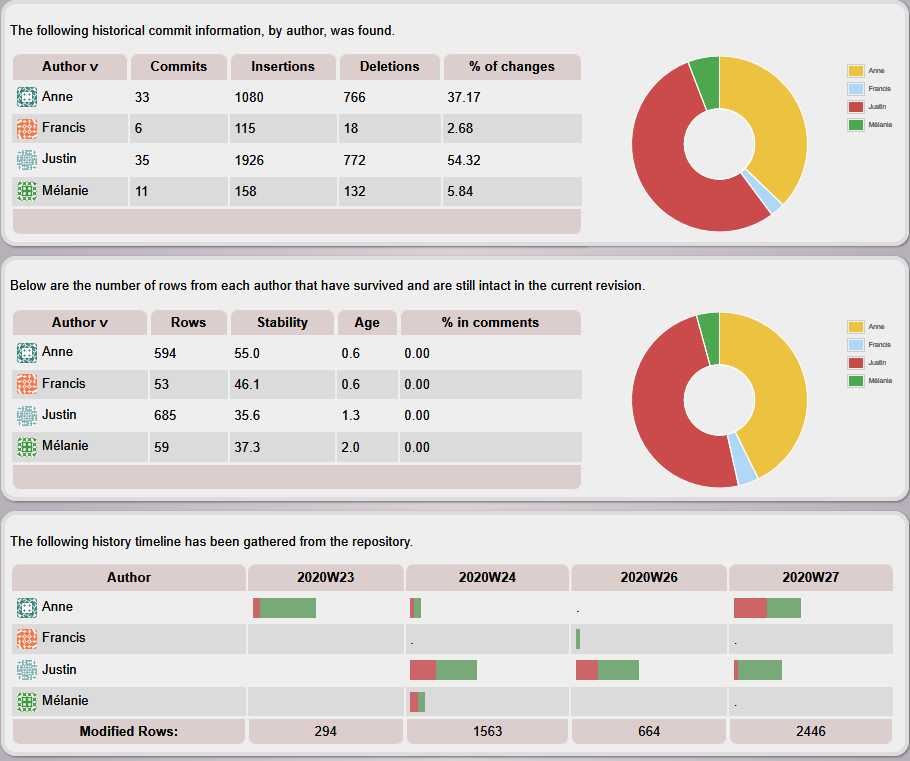 The following historical commit information, by author, was found.
Author v Commits Insertions Deletions % of changes
Anne 33 1080 766 37.17
Francis 6 115 18 2.68
Justin 35 1926 772 54.32
Mélanie 11 158 132 5.84
Anne
Francis
Justin
Mélanie
Below are the number of rows from each author that have survived and are still intact in the current revision.
Author v Rows Stability Age % in comments
Anne 594 55.0 0.6 0.00
Francis 53 46.1 0.6 0.00
Justin 685 35.6 1.3 0.00
Mélanie 59 37.3 2.0 0.00
Anne
Francis
Justin
Mélanie
The following history timeline has been gathered from the repository.
Author 2020W23 2020W24 2020W26 2020W27
Anne .
Francis . .
Justin
Mélanie .
Modified Rows: 294 1563 664 2446